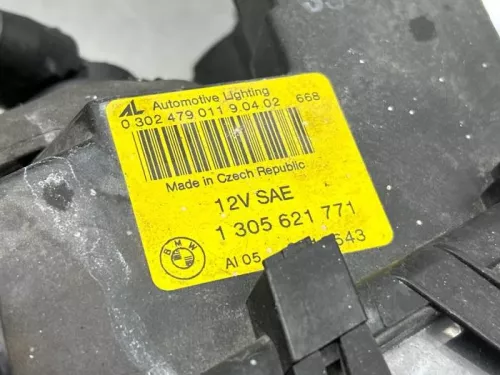 AL Automotive Lighting
0 302 479 011 9 04.02 668
Made in Czech Republic
12V SAE
1 305 621 771
BMW
AI 05
643